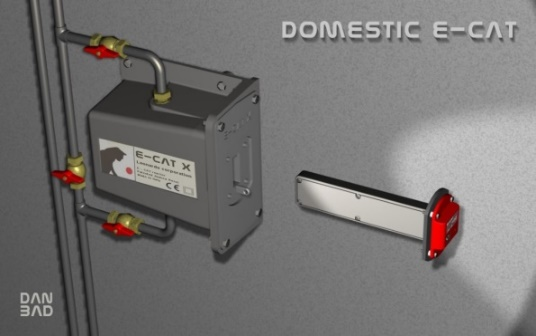 DOMESTIC E-CAT
E-CAT X
Leonardo corporation
CE
DAN
BAD